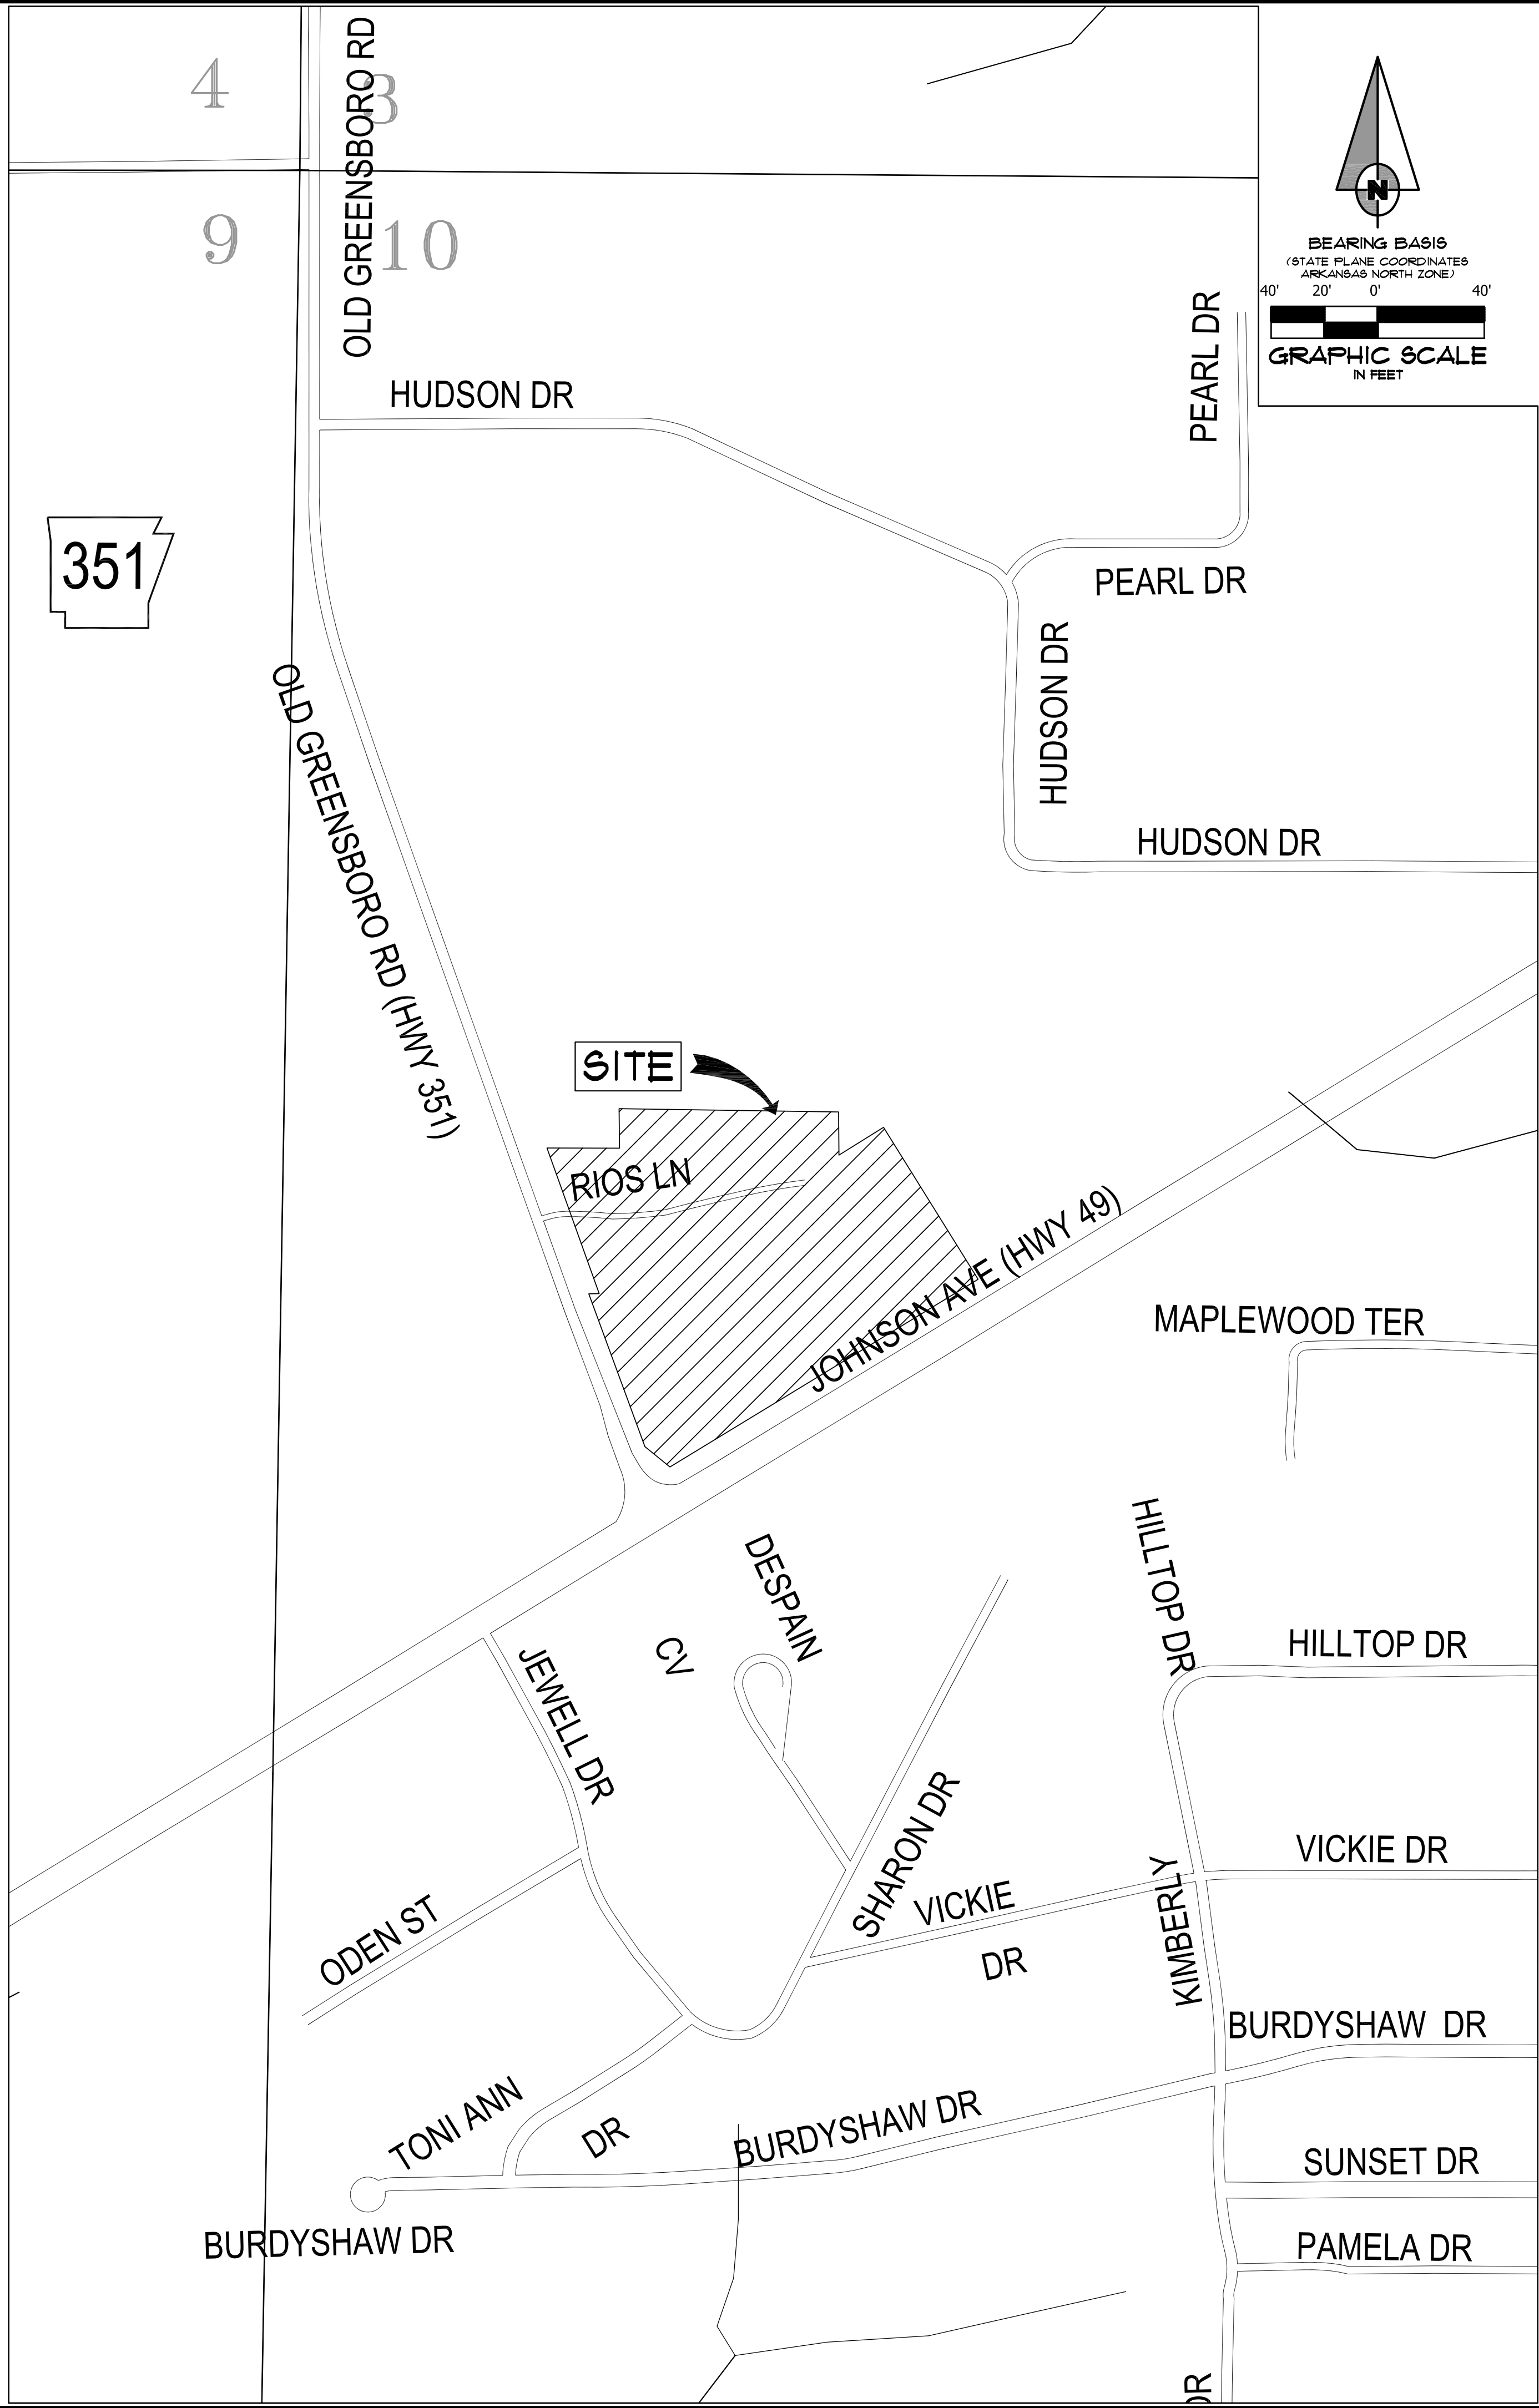 4
3
OLD GREENSBORO RD
9
10
OLD GREENSBORO RD
N
BEARING BASIS
(STATE PLANE COORDINATES
ARKANSAS NORTH ZONE)
40' 20' 0' 40'
GRAPHIC SCALE
IN FEET
HUDSON DR
PEARL DR
351
PEARL DR
HUDSON DR
OLD GREENSBORO RD (HWY 351)
HUDSON DR
SITE
RIOS LN
JOHNSON AVE (HWY 49)
MAPLEWOOD TER
DESPAIN
CV
HILLTOP DR
HILLTOP DR
JEWELL DR
SHARON DR
VICKIE DR
VICKIE
DR
KIMBERLY
ODEN ST
BURDYSHAW DR
TONI ANN
DR
BURDYSHAW DR
SUNSET DR
BURDYSHAW DR
PAMELA DR
DR